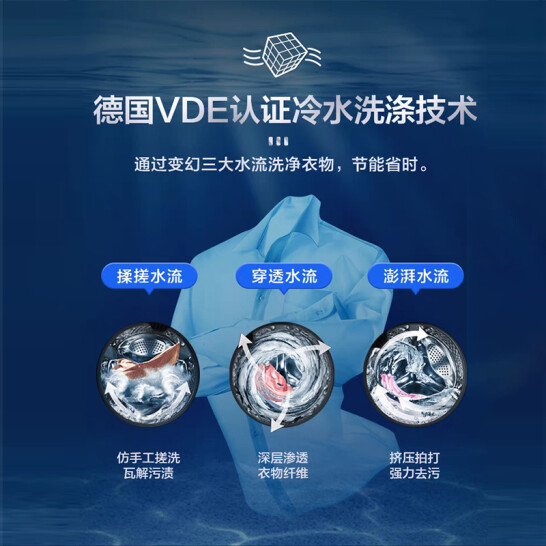 德国VDE认证冷水洗涤技术
通过变幻三大水流洗净衣物，节能省时。
揉搓水流
穿透水流
澎湃水流
仿手工搓洗
瓦解污渍
深层渗透
衣物纤维
挤压拍打
强力去污